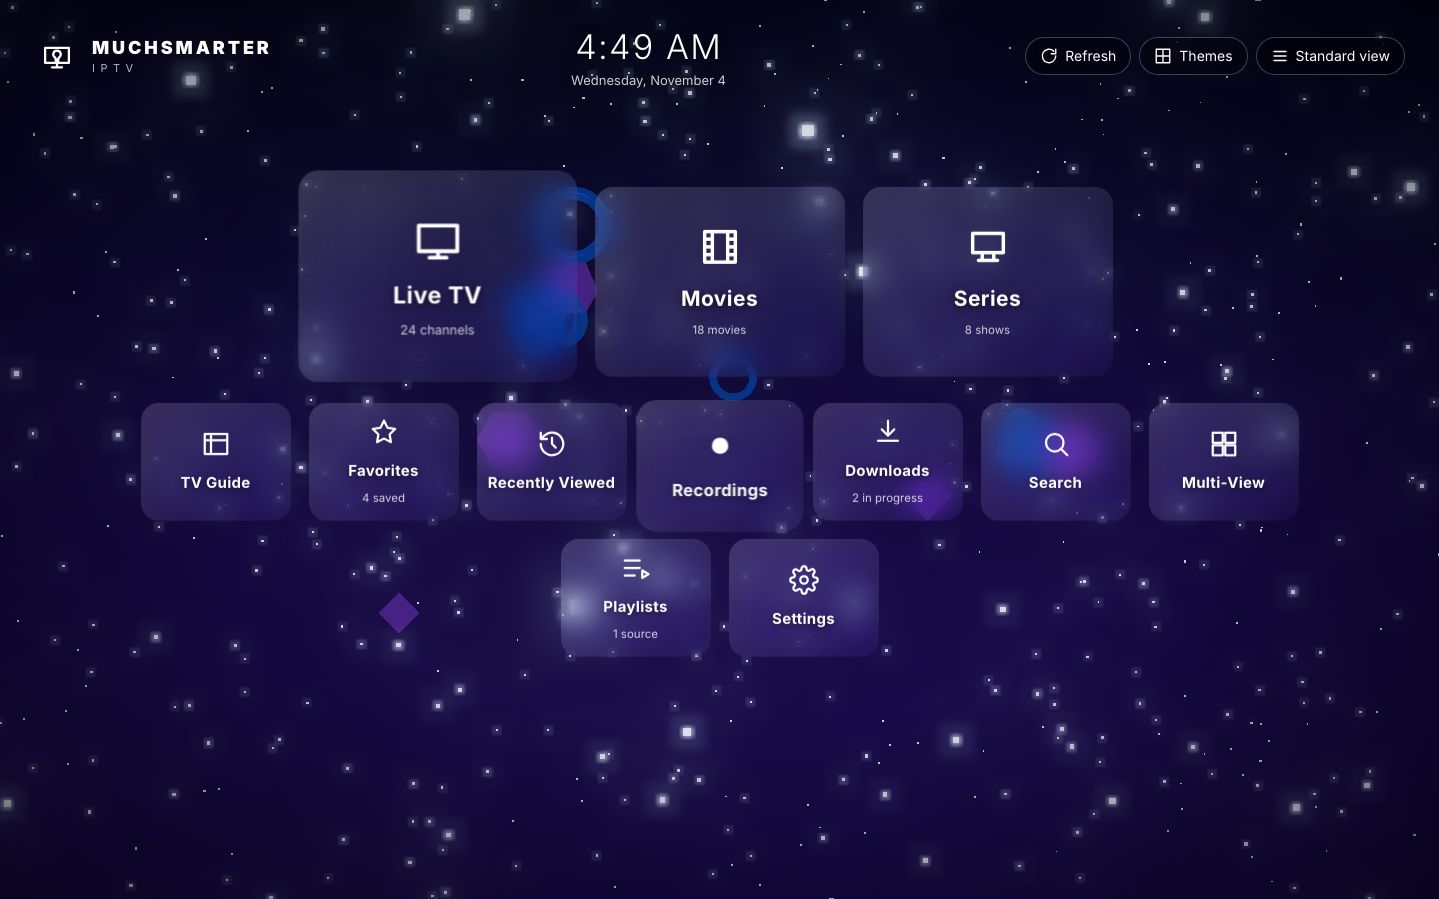 MUCHSMARTER
IPTV
4:49 AM
Wednesday, November 4
Refresh
Themes
Standard view
Live TV
24 channels
Movies
18 movies
Series
8 shows
TV Guide
Favorites
4 saved
Recently Viewed
Recordings
Downloads
2 in progress
Search
Multi-View
Playlists
1 source
Settings